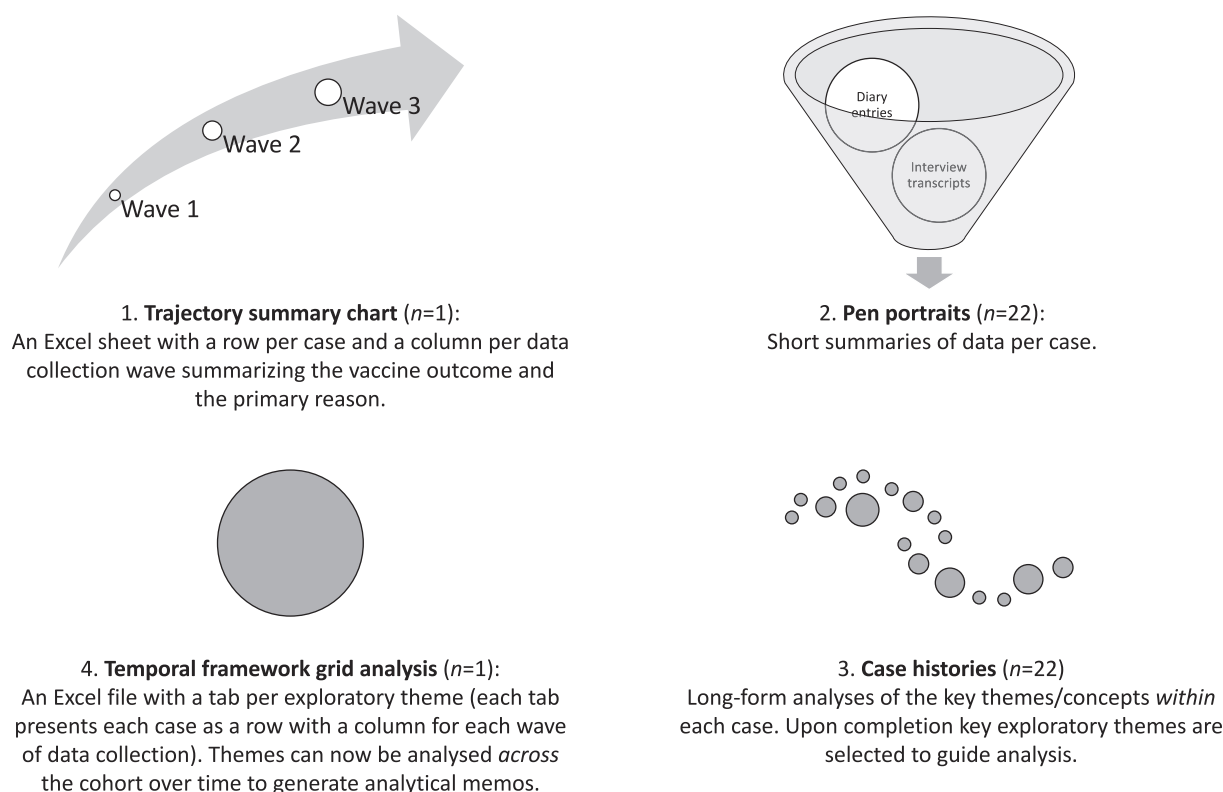 Wave 1
Wave 2
Wave 3
1. Trajectory summary chart (n=1):
An Excel sheet with a row per case and a column per data
collection wave summarizing the vaccine outcome and
the primary reason.
Diary
entries
Interview
transcripts
2. Pen portraits (n=22):
Short summaries of data per case.
4. Temporal framework grid analysis (n=1):
An Excel file with a tab per exploratory theme (each tab
presents each case as a row with a column for each wave
of data collection). Themes can now be analysed across
the cohort over time to generate analytical memos.
3. Case histories (n=22)
Long-form analyses of the key themes/concepts within
each case. Upon completion key exploratory themes are
selected to guide analysis.